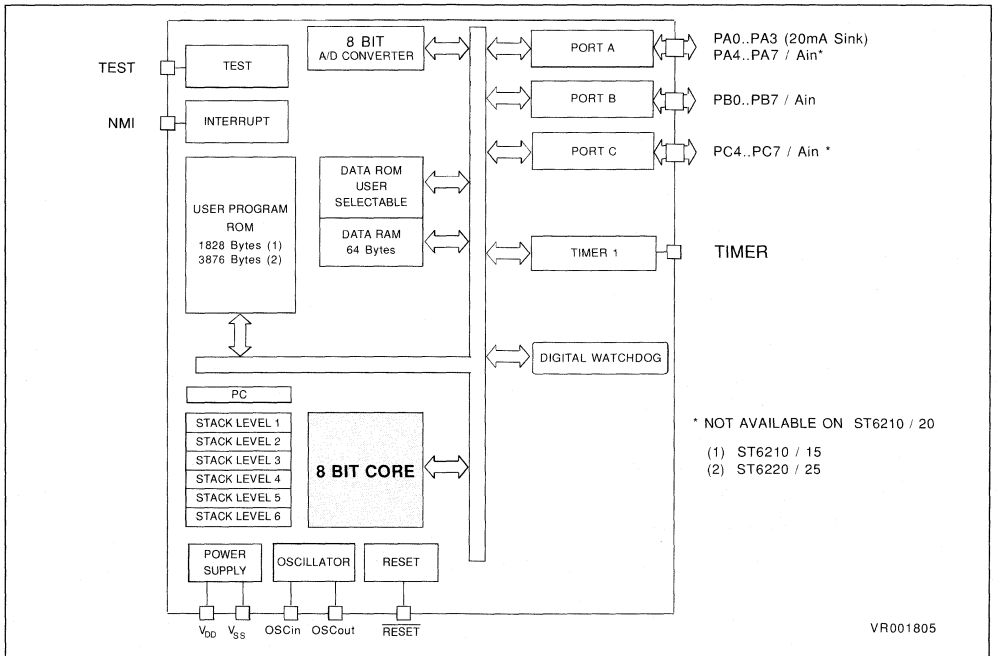 TEST
NMI
TEST
INTERRUPT
USER PROGRAM
ROM
1828 Bytes (1)
3876 Bytes (2)
8 BIT
A/D CONVERTER
DATA ROM
USER
SELECTABLE
DATA RAM
64 Bytes
PORT A
PA0..PA3 (20mA Sink)
PA4..PA7 / Ain*
PORT B
PB0..PB7 / Ain
PORT C
PC4..PC7 / Ain *
TIMER 1
TIMER
DIGITAL WATCHDOG
PC
STACK LEVEL 1
STACK LEVEL 2
STACK LEVEL 3
STACK LEVEL 4
STACK LEVEL 5
STACK LEVEL 6
8 BIT CORE
* NOT AVAILABLE ON ST6210 / 20
(1) ST6210 / 15
(2) ST6220 / 25
POWER
SUPPLY
OSCILLATOR
RESET
VDD VSS OSCin OSCout RESET
VR001805